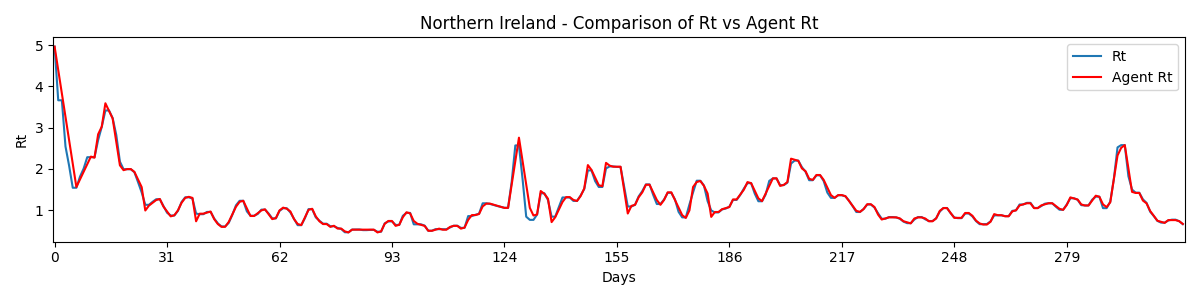 Northern Ireland - Comparison of Rt vs Agent Rt
Rt
Agent Rt
Rt
5
4
3
2
1
0 31 62 93 124 155 186 217 248 279
Days